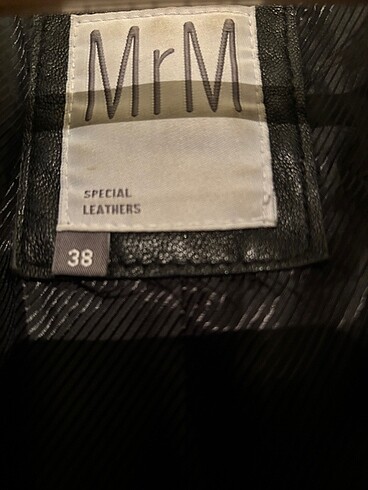 MrM
SPECIAL
LEATHERS
38